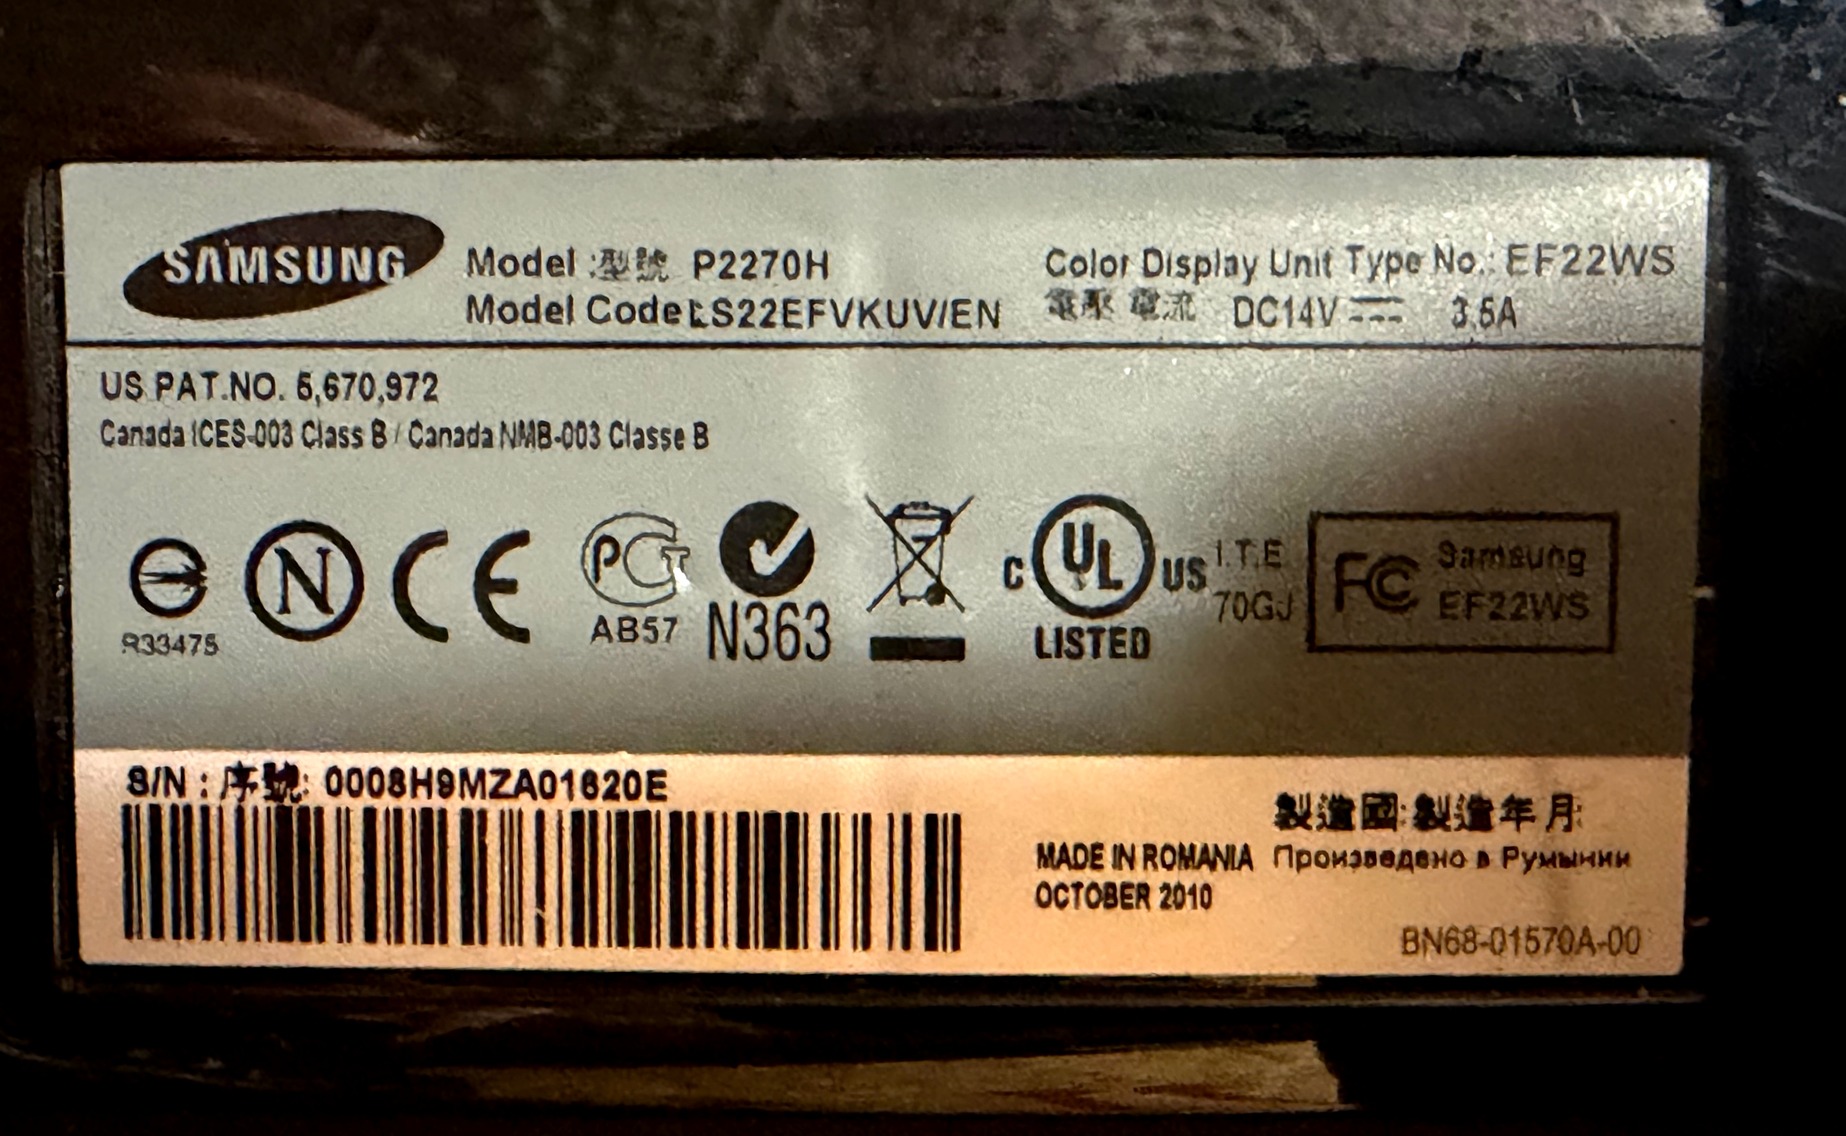 SAMSUNG
Model :型號 P2270H
Model Code:LS22EFVKUV/EN
Color Display Unit Type No.: EF22WS
電壓 電流 DC14V 3.5A
US PAT.NO. 5,670,972
Canada ICES-003 Class B / Canada NMB-003 Classe B
R33475
N
CE
PCT
AB57
N363
C UL US
LISTED
I.T.E
70GJ
FC Samsung
EF22WS
S/N : 序號: 0008H9MZA01620E
製造國:製造年月:
MADE IN ROMANIA Произведено в Румынии
OCTOBER 2010
BN68-01570A-00